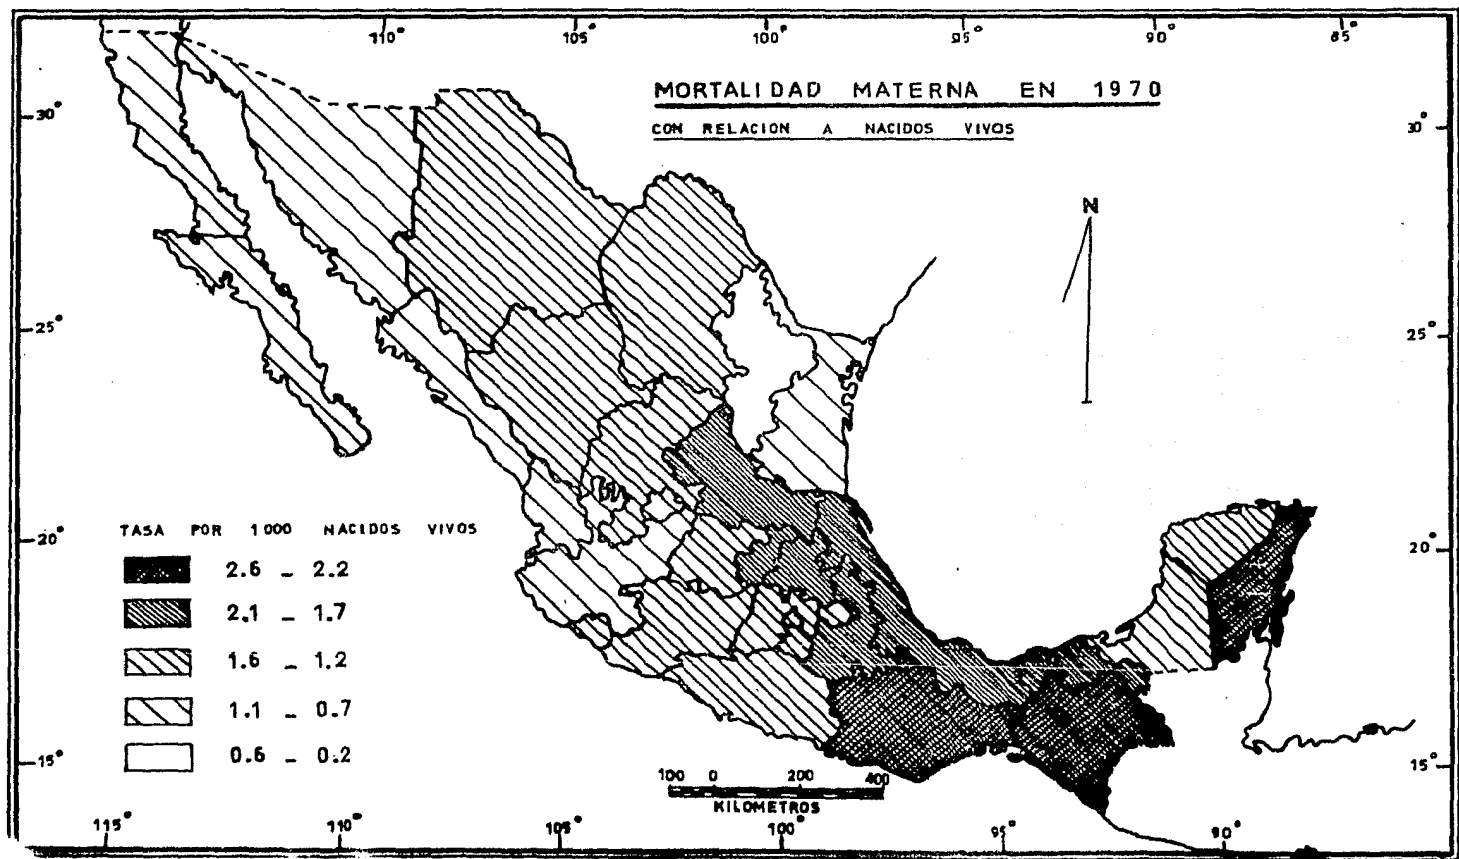 110° 105° 100° 95° 90° 85°
MORTALIDAD MATERNA EN 1970
CON RELACION A NACIDOS VIVOS
30° 30°
N
25° 25°
TASA POR 1000 NACIDOS VIVOS
20° 20°
2.6 - 2.2
2.1 - 1.7
1.6 - 1.2
1.1 - 0.7
0.6 - 0.2
15° 15°
100 0 200 400
KILOMETROS
115° 110° 105° 100° 95° 90°